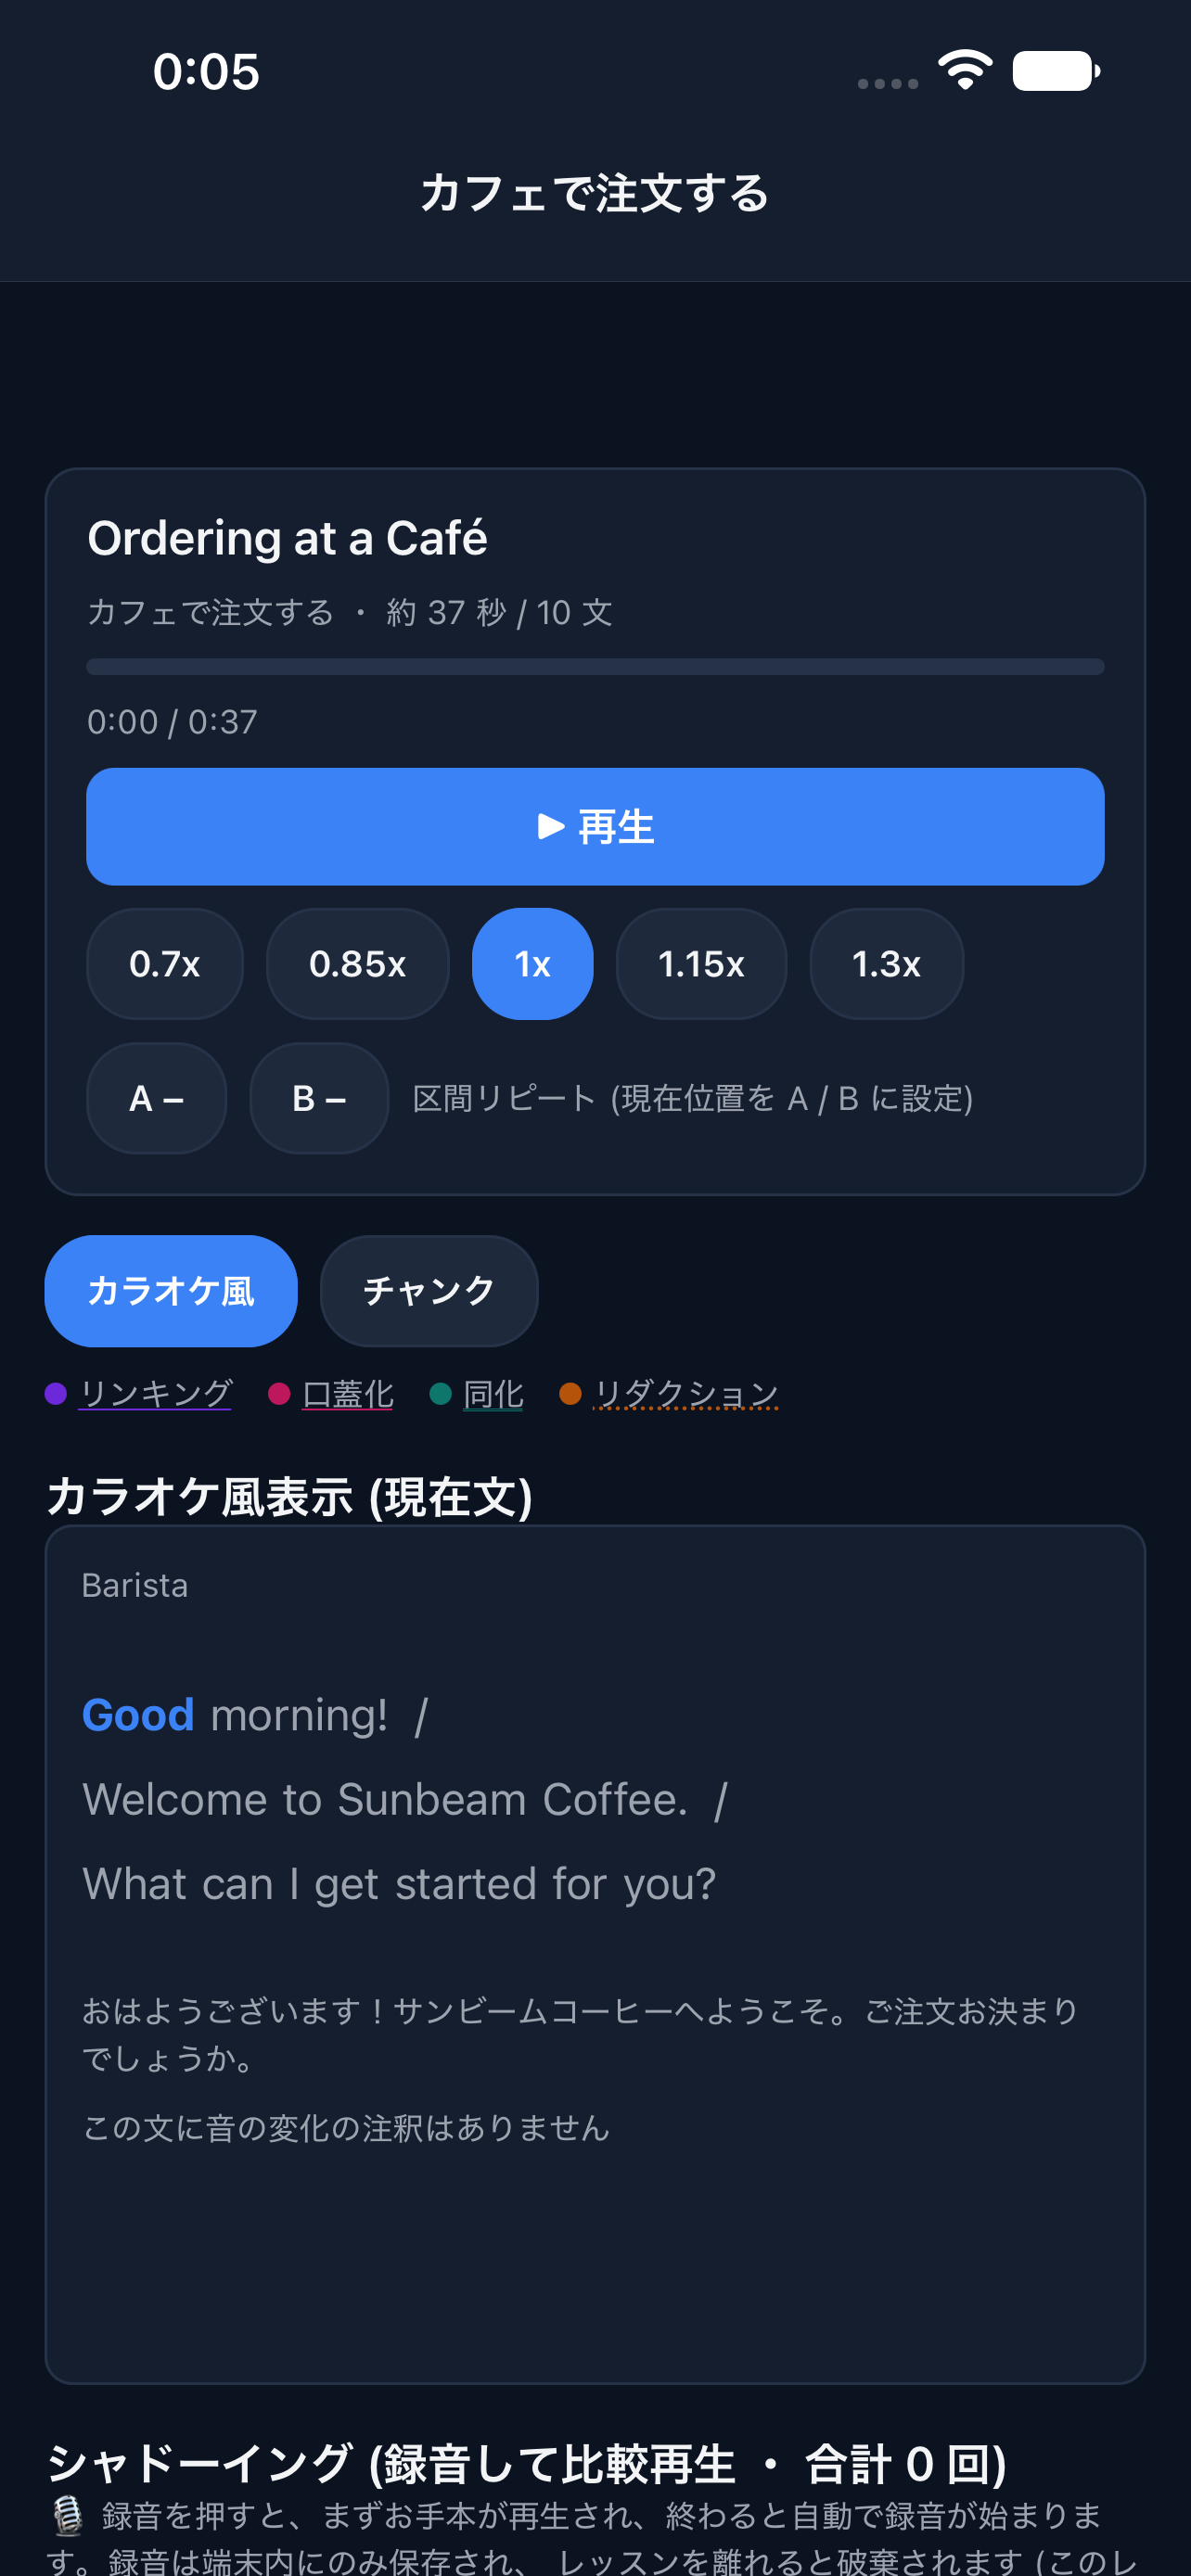 0:05
カフェで注文する
Ordering at a Café
カフェで注文する ・ 約 37 秒 / 10 文
0:00 / 0:37
▶ 再生
0.7x 0.85x 1x 1.15x 1.3x
A – B – 区間リピート (現在位置を A / B に設定)
カラオケ風 チャンク
リンキング 口蓋化 同化 リダクション
カラオケ風表示 (現在文)
Barista
Good morning! /
Welcome to Sunbeam Coffee. /
What can I get started for you?
おはようございます！サンビームコーヒーへようこそ。ご注文お決まり
でしょうか。
この文に音の変化の注釈はありません
シャドーイング (録音して比較再生 ・ 合計 0 回)
🎙️ 録音を押すと、まずお手本が再生され、終わると自動で録音が始まりま
す。録音は端末内にのみ保存され、 レッスンを離れると破棄されます (このレ